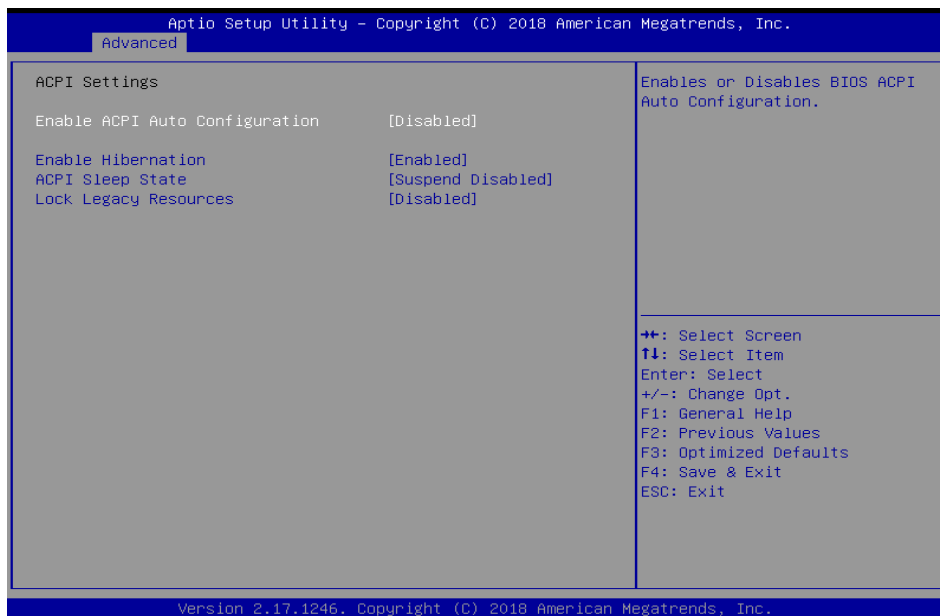 Aptio Setup Utility – Copyright (C) 2018 American Megatrends, Inc.
Advanced
ACPI Settings
Enable ACPI Auto Configuration [Disabled]
Enable Hibernation [Enabled]
ACPI Sleep State [Suspend Disabled]
Lock Legacy Resources [Disabled]
Enables or Disables BIOS ACPI
Auto Configuration.
→←: Select Screen
↑↓: Select Item
Enter: Select
+/-: Change Opt.
F1: General Help
F2: Previous Values
F3: Optimized Defaults
F4: Save & Exit
ESC: Exit
Version 2.17.1246. Copyright (C) 2018 American Megatrends, Inc.